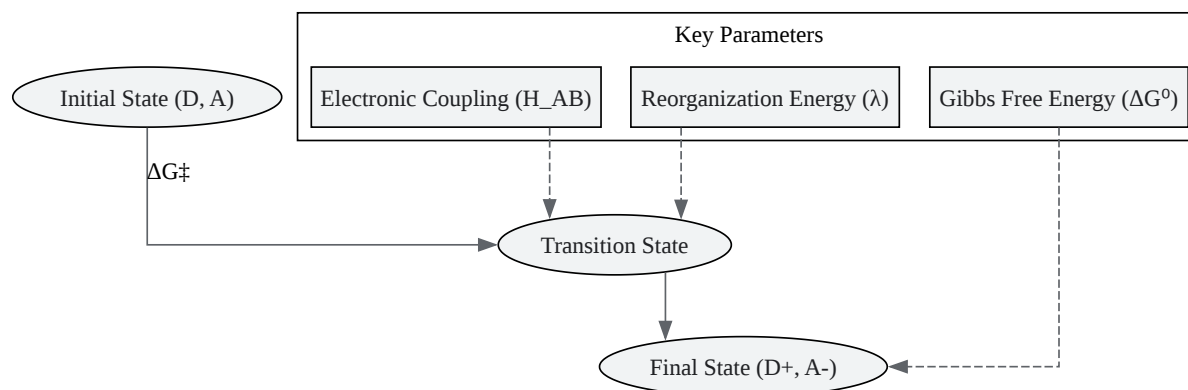 Key Parameters
Initial State (D, A)
Electronic Coupling (H_AB)
Reorganization Energy (λ)
Gibbs Free Energy (ΔG⁰)
ΔG‡
Transition State
Final State (D+, A-)